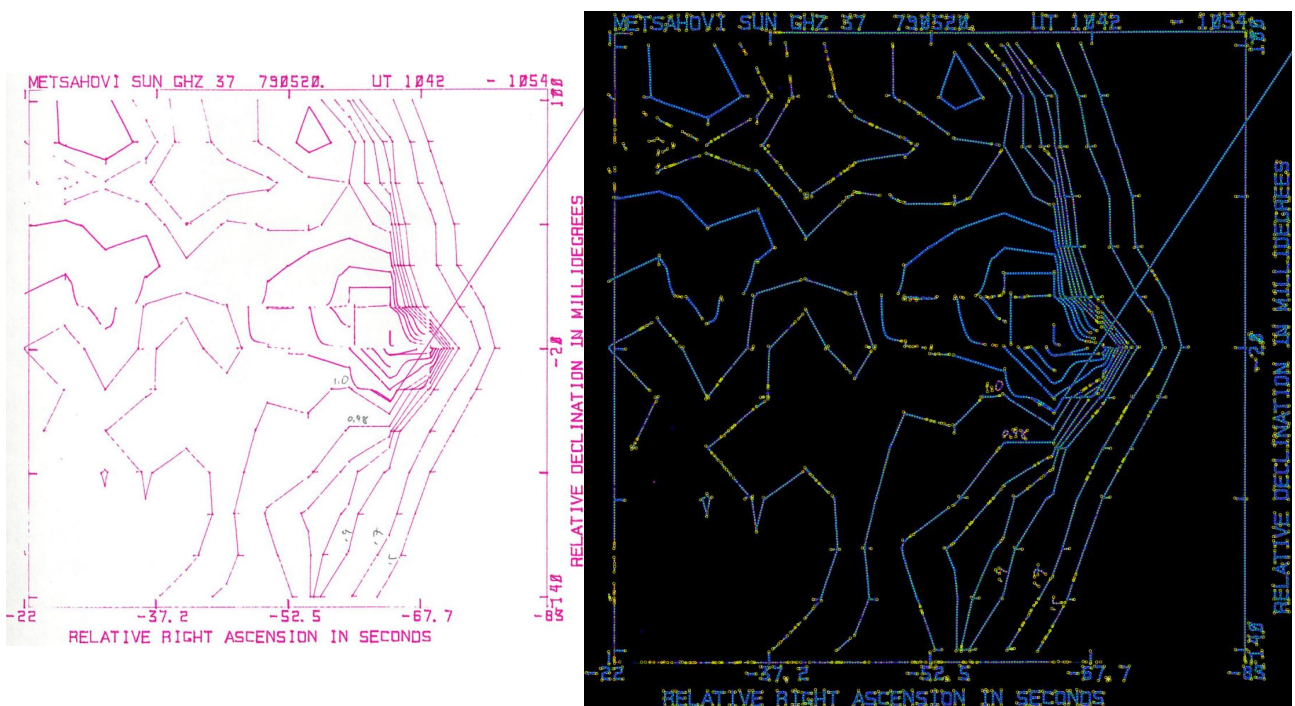 METSAHOVI SUN GHZ 37 790520. UT 1042 - 1054
100
-20
-140
RELATIVE DECLINATION IN MILLIDEGREES
1.0
0.98
.9
.7
-22 -37.2 -52.5 -67.7 -83
RELATIVE RIGHT ASCENSION IN SECONDS
METSAHOVI SUN GHZ 37 790520. UT 1042 - 1054
100
-20
-140
RELATIVE DECLINATION IN MILLIDEGREES
1.0
0.98
-22 -37.2 -52.5 -67.7 -83
RELATIVE RIGHT ASCENSION IN SECONDS